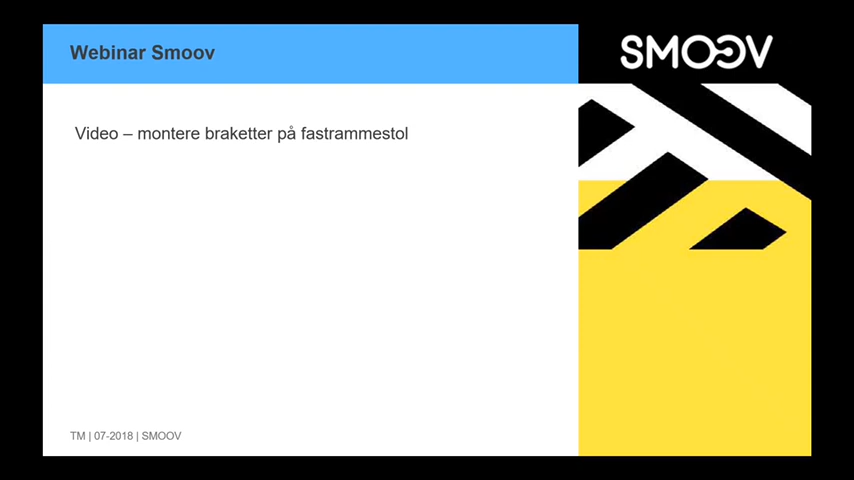 Webinar Smoov
SMOOV
Video – montere braketter på fastrammestol
TM | 07-2018 | SMOOV